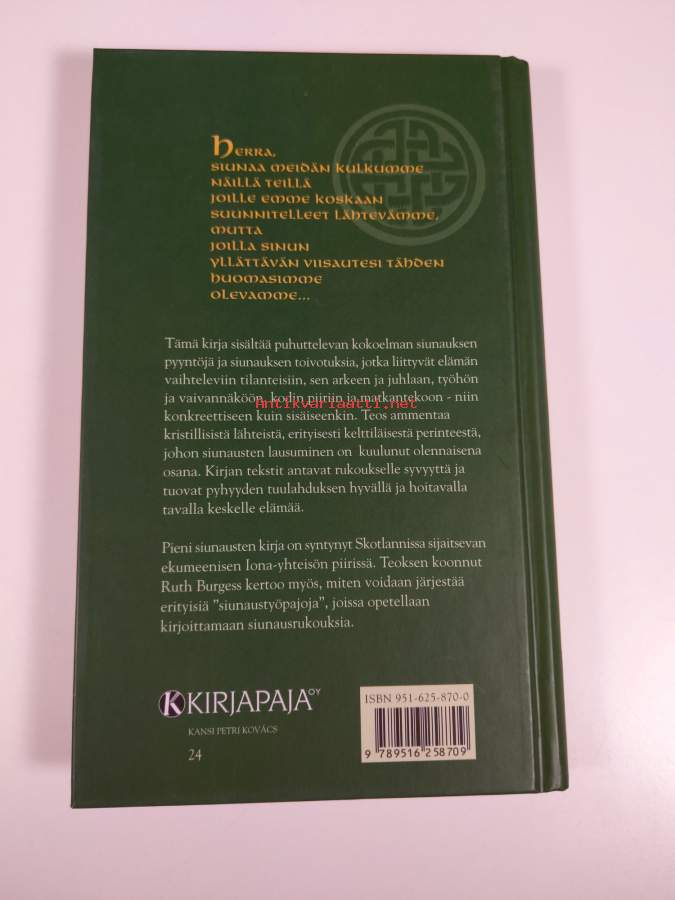 Herra,
siunaa meidän kulkumme
näillä teillä
joille emme koskaan
suunnitelleet lähtevämme,
mutta
joilla sinun
yllättävän viisautesi tähden
huomasimme
olevamme...
Tämä kirja sisältää puhuttelevan kokoelman siunauksen
pyyntöjä ja siunauksen toivotuksia, jotka liittyvät elämän
vaihteleviin tilanteisiin, sen arkeen ja juhlaan, työhön
ja vaivannäköön, kodin piiriin ja matkantekoon - niin
Antikvariaatti.net
konkreettiseen kuin sisäiseenkin. Teos ammentaa
kristillisistä lähteistä, erityisesti kelttiläisestä perinteestä,
johon siunausten lausuminen on kuulunut olennaisena
osana. Kirjan tekstit antavat rukoukselle syvyyttä ja
tuovat pyhyyden tuulahduksen hyvällä ja hoitavalla
tavalla keskelle elämää.
Pieni siunausten kirja on syntynyt Skotlannissa sijaitsevan
ekumeenisen Iona-yhteisön piirissä. Teoksen koonnut
Ruth Burgess kertoo myös, miten voidaan järjestää
erityisiä "siunaustyöpajoja", joissa opetellaan
kirjoittamaan siunausrukouksia.
K KIRJAPAJA OY
KANSI PETRI KOVÁCS
24
ISBN 951-625-870-0
9 789516 258709